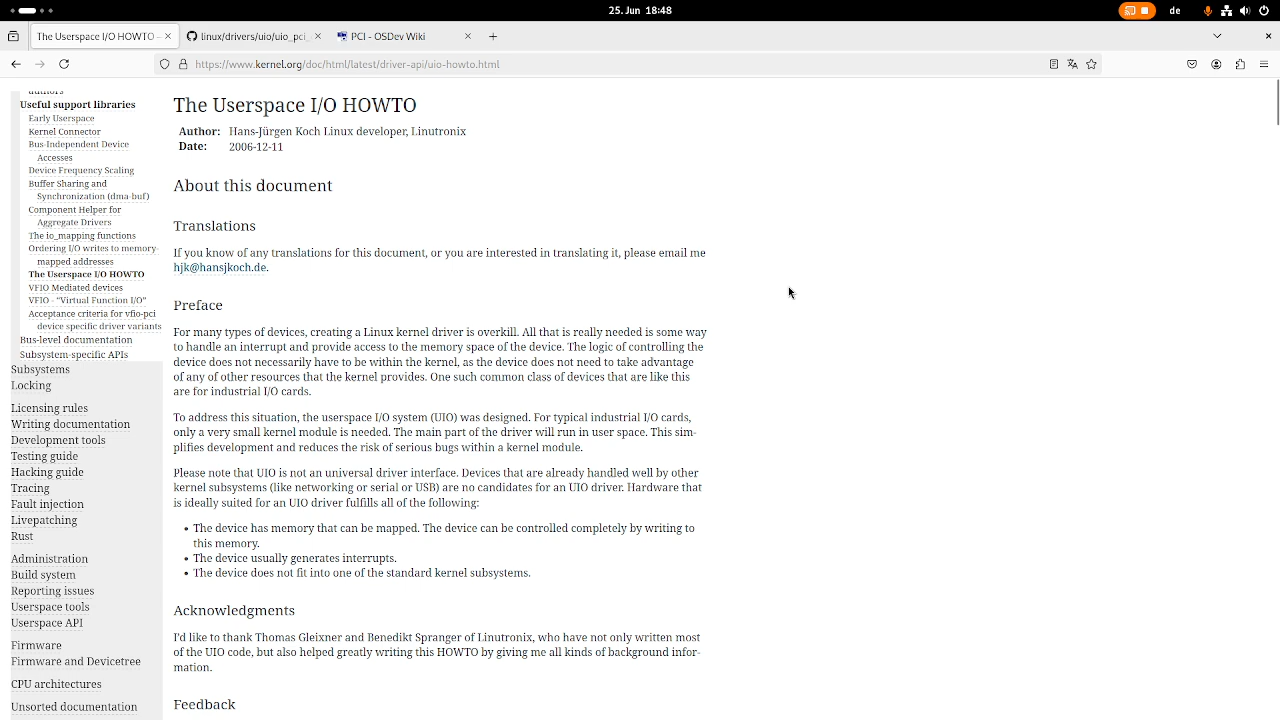 25. Jun 18:48
de
The Userspace I/O HOWTO —
linux/drivers/uio/uio_pci_
PCI - OSDev Wiki
https://www.kernel.org/doc/html/latest/driver-api/uio-howto.html
authors
Useful support libraries
Early Userspace
Kernel Connector
Bus-Independent Device
Accesses
Device Frequency Scaling
Buffer Sharing and
Synchronization (dma-buf)
Component Helper for
Aggregate Drivers
The io_mapping functions
Ordering I/O writes to memory-
mapped addresses
The Userspace I/O HOWTO
VFIO Mediated devices
VFIO - “Virtual Function I/O”
Acceptance criteria for vfio-pci
device specific driver variants
Bus-level documentation
Subsystem-specific APIs
Subsystems
Locking
Licensing rules
Writing documentation
Development tools
Testing guide
Hacking guide
Tracing
Fault injection
Livepatching
Rust
Administration
Build system
Reporting issues
Userspace tools
Userspace API
Firmware
Firmware and Devicetree
CPU architectures
Unsorted documentation
The Userspace I/O HOWTO
Author: Hans-Jürgen Koch Linux developer, Linutronix
Date: 2006-12-11
About this document
Translations
If you know of any translations for this document, or you are interested in translating it, please email me
hjk@hansjkoch.de.
Preface
For many types of devices, creating a Linux kernel driver is overkill. All that is really needed is some way
to handle an interrupt and provide access to the memory space of the device. The logic of controlling the
device does not necessarily have to be within the kernel, as the device does not need to take advantage
of any of other resources that the kernel provides. One such common class of devices that are like this
are for industrial I/O cards.
To address this situation, the userspace I/O system (UIO) was designed. For typical industrial I/O cards,
only a very small kernel module is needed. The main part of the driver will run in user space. This sim-
plifies development and reduces the risk of serious bugs within a kernel module.
Please note that UIO is not an universal driver interface. Devices that are already handled well by other
kernel subsystems (like networking or serial or USB) are no candidates for an UIO driver. Hardware that
is ideally suited for an UIO driver fulfills all of the following:
• The device has memory that can be mapped. The device can be controlled completely by writing to
this memory.
• The device usually generates interrupts.
• The device does not fit into one of the standard kernel subsystems.
Acknowledgments
I'd like to thank Thomas Gleixner and Benedikt Spranger of Linutronix, who have not only written most
of the UIO code, but also helped greatly writing this HOWTO by giving me all kinds of background infor-
mation.
Feedback